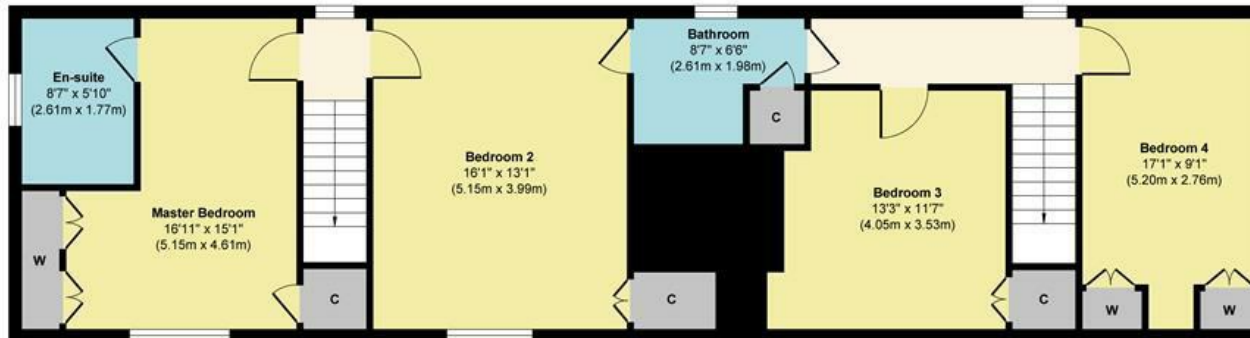 En-suite
8'7" x 5'10"
(2.61m x 1.77m)
Master Bedroom
16'11" x 15'1"
(5.15m x 4.61m)
W
C
Bedroom 2
16'1" x 13'1"
(5.15m x 3.99m)
C
Bathroom
8'7" x 6'6"
(2.61m x 1.98m)
C
Bedroom 3
13'3" x 11'7"
(4.05m x 3.53m)
C
Bedroom 4
17'1" x 9'1"
(5.20m x 2.76m)
W
W